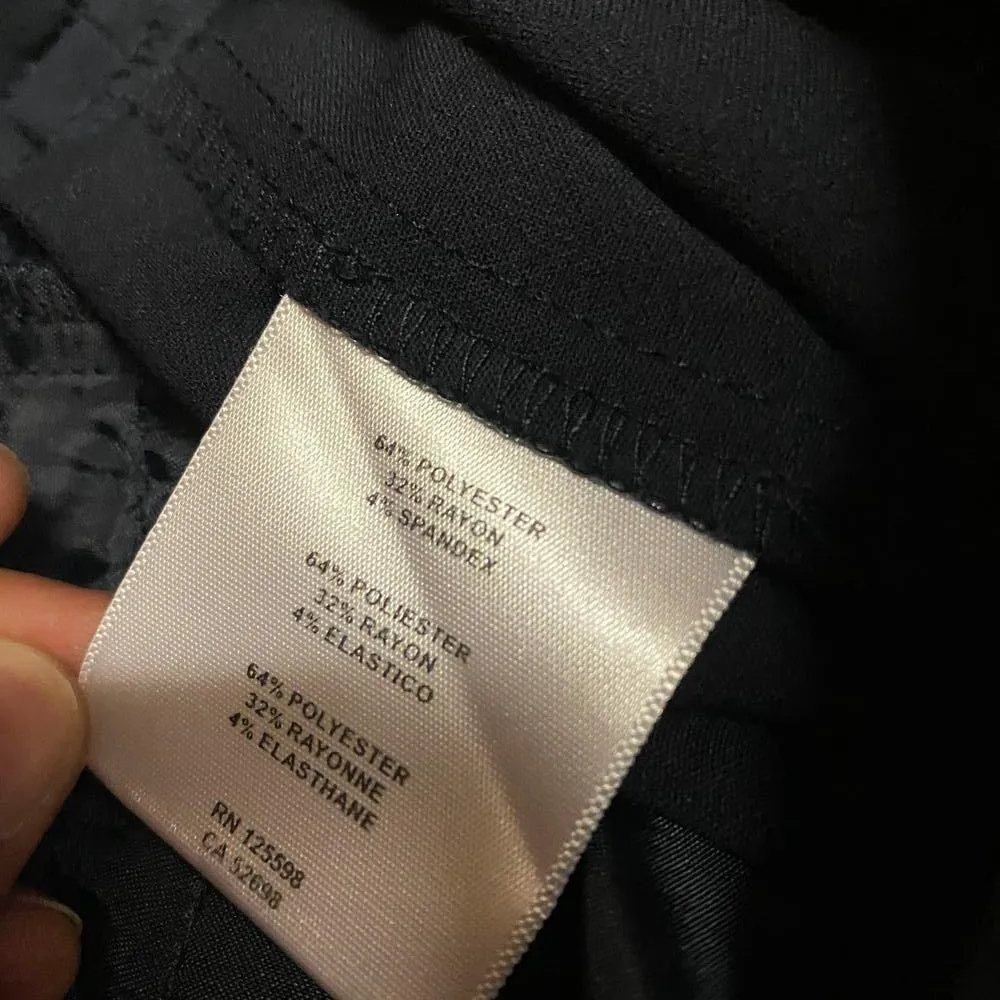 64% POLYESTER
32% RAYON
4% SPANDEX
64% POLIESTER
32% RAYON
4% ELASTICO
64% POLYESTER
32% RAYONNE
4% ELASTHANE
RN 125598
CA 52698